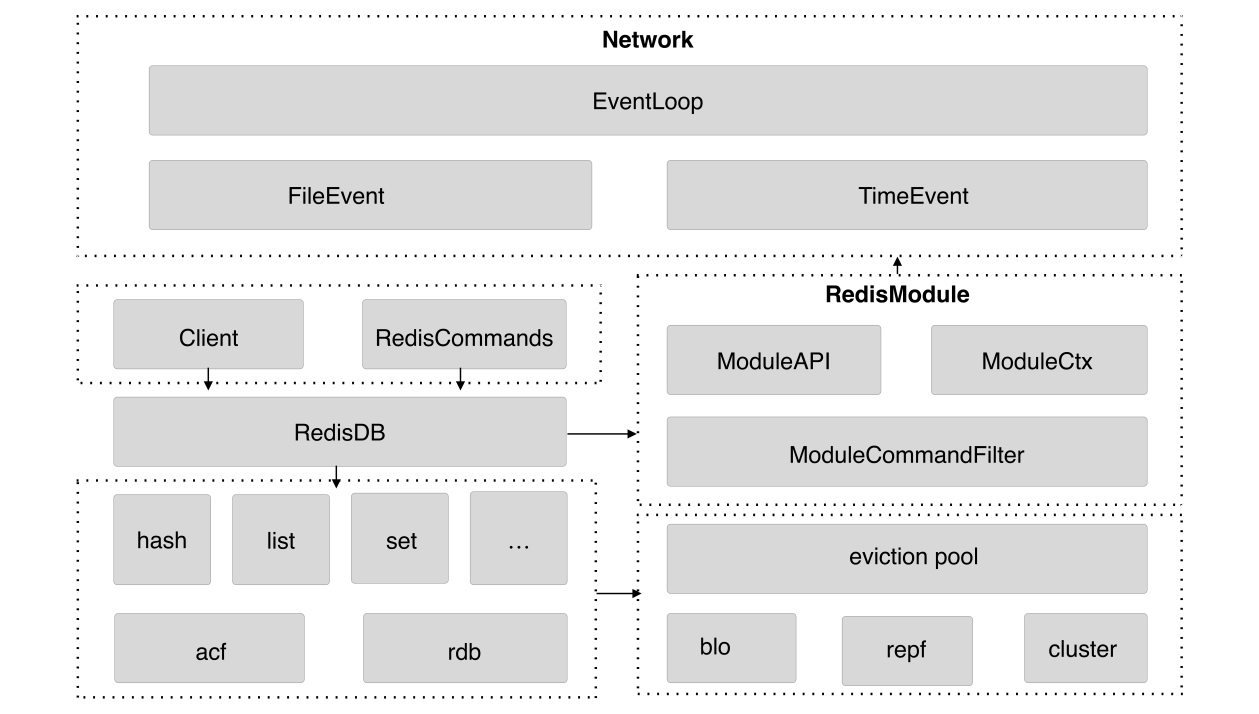 Network
EventLoop
FileEvent
TimeEvent
Client
RedisCommands
RedisDB
RedisModule
ModuleAPI
ModuleCtx
ModuleCommandFilter
hash
list
set
...
acf
rdb
eviction pool
blo
repf
cluster